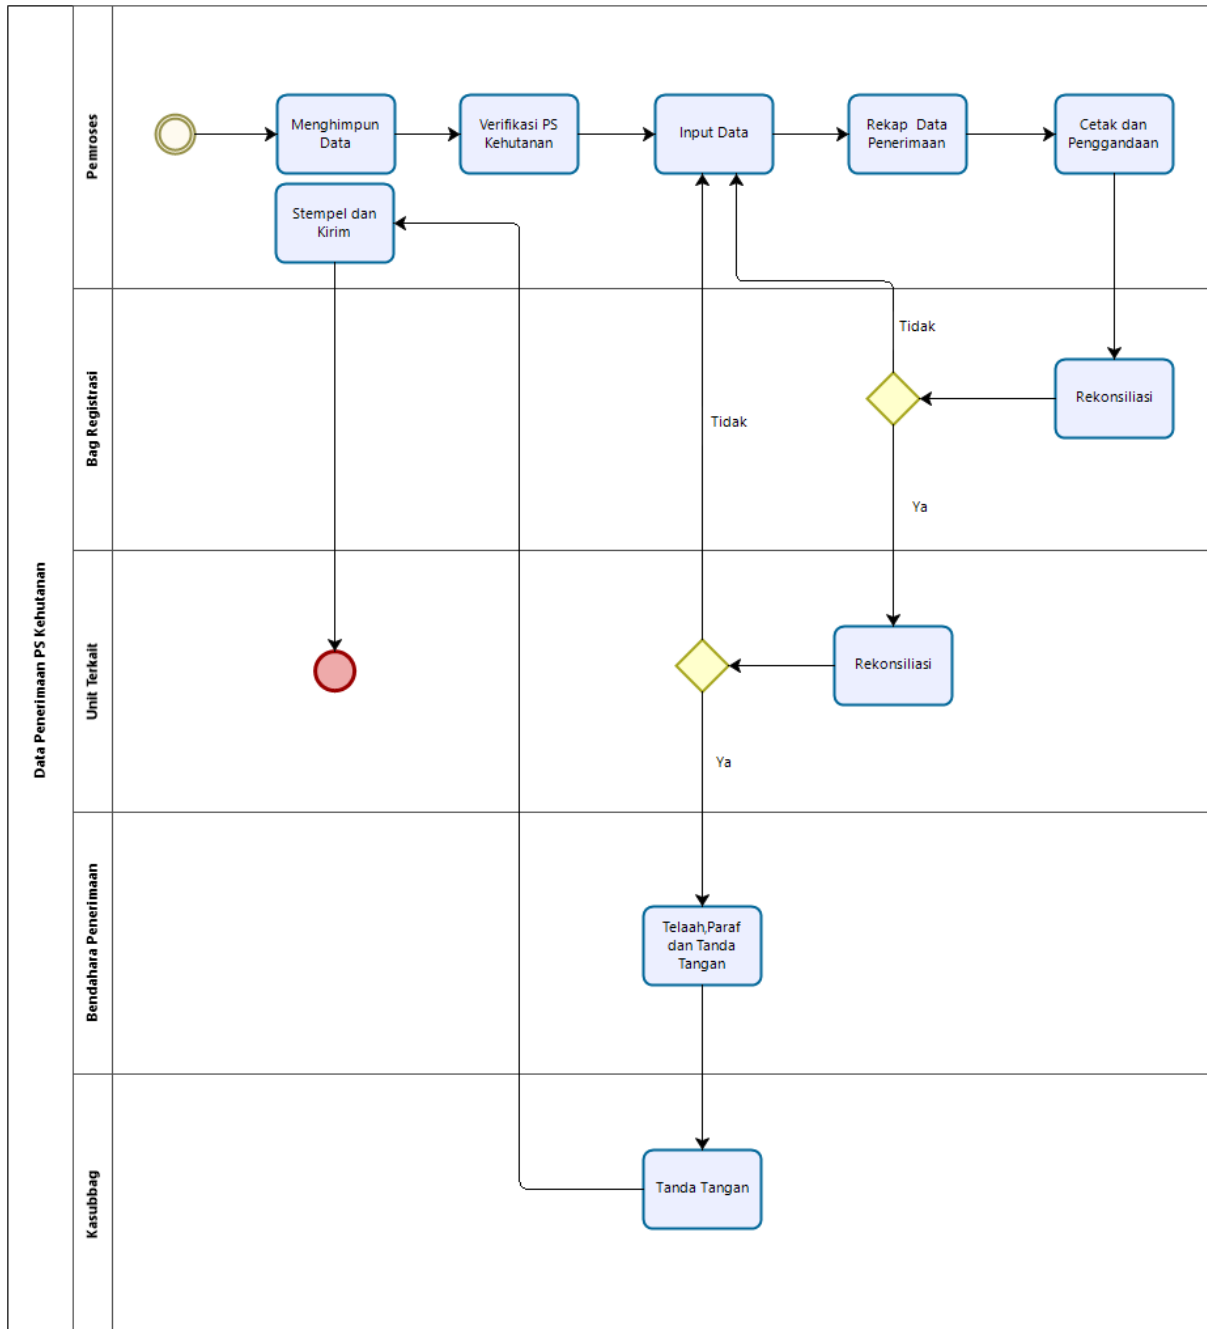 Data Penerimaan PS Kehutanan
Pemroses
Menghimpun
Data
Verifikasi PS
Kehutanan
Input Data
Rekap Data
Penerimaan
Cetak dan
Penggandaan
Stempel dan
Kirim
Bag Registrasi
Tidak
Rekonsiliasi
Tidak
Ya
Unit Terkait
Rekonsiliasi
Ya
Bendahara Penerimaan
Telaah,Paraf
dan Tanda
Tangan
Kasubbag
Tanda Tangan